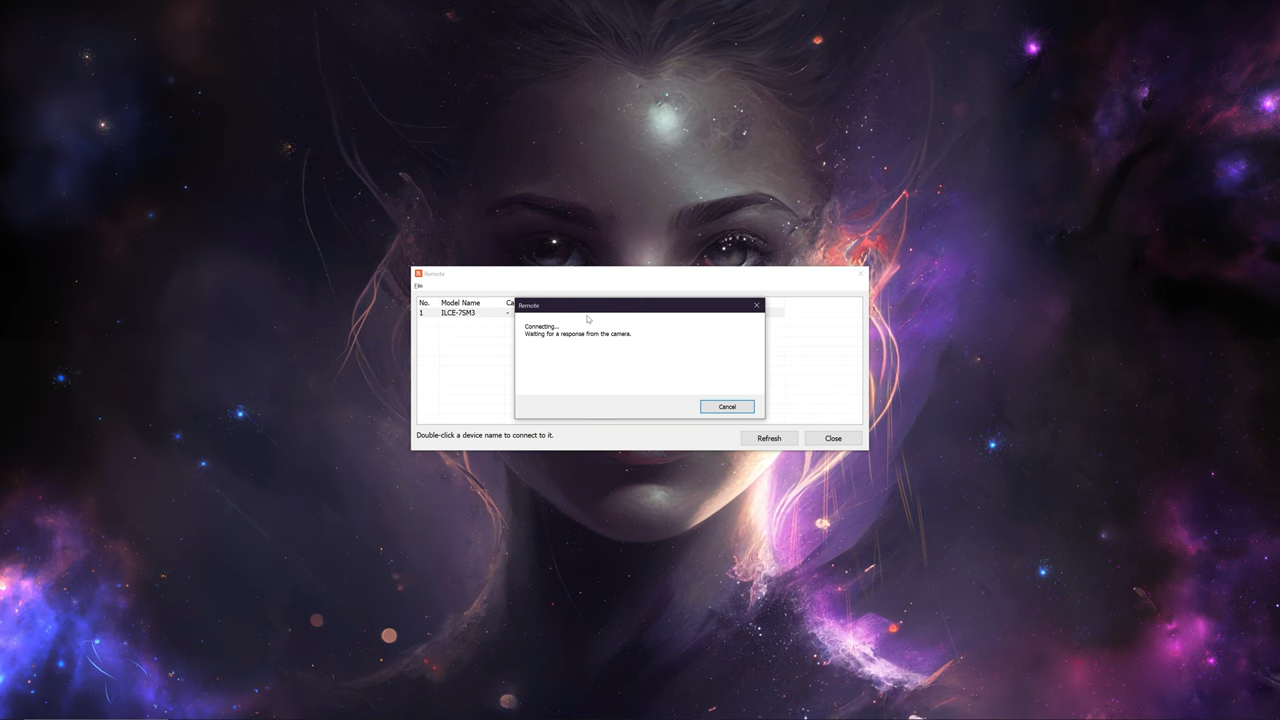 Remote
File
No. Model Name Ca
1 ILCE-7SM3 -
Remote
Connecting...
Waiting for a response from the camera.
Cancel
Double-click a device name to connect to it.
Refresh Close